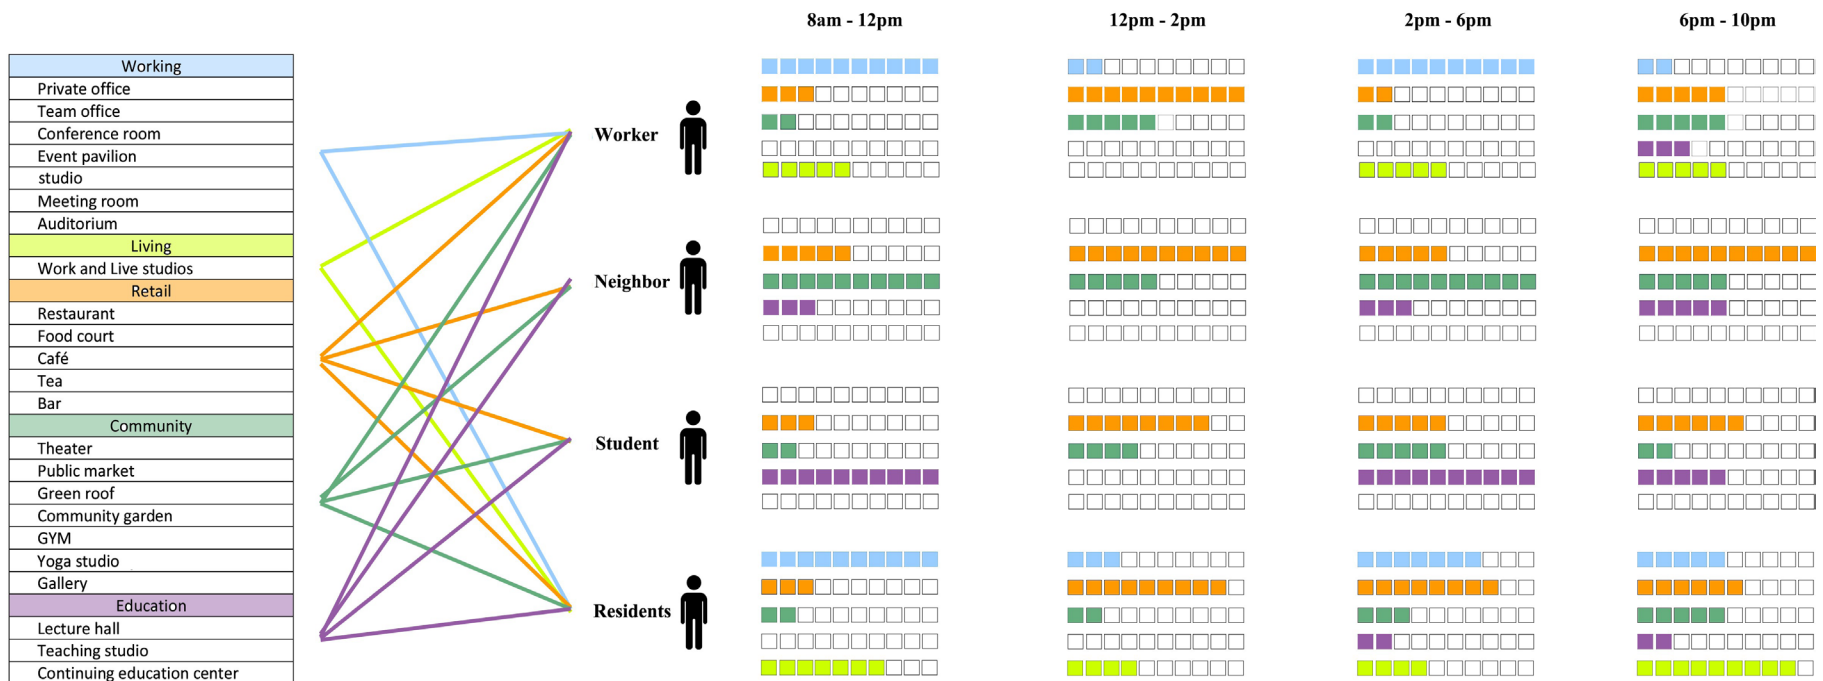 8am - 12pm
12pm - 2pm
2pm - 6pm
6pm - 10pm
Working
Private office
Team office
Conference room
Event pavilion
studio
Meeting room
Auditorium
Living
Work and Live studios
Retail
Restaurant
Food court
Café
Tea
Bar
Community
Theater
Public market
Green roof
Community garden
GYM
Yoga studio
Gallery
Education
Lecture hall
Teaching studio
Continuing education center
Worker
Neighbor
Student
Residents